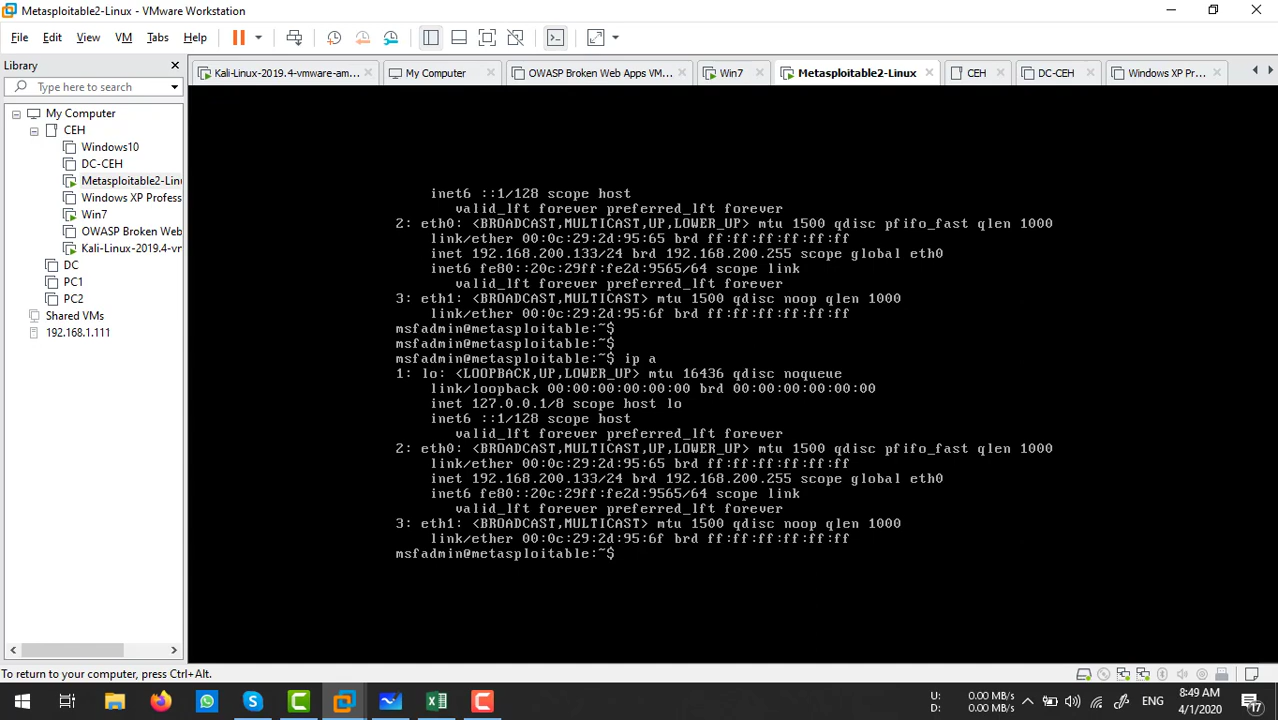 Metasploitable2-Linux - VMware Workstation
File Edit View VM Tabs Help
Library
Type here to search
My Computer
CEH
Windows10
DC-CEH
Metasploitable2-Linu
Windows XP Profess
Win7
OWASP Broken Web
Kali-Linux-2019.4-vr
DC
PC1
PC2
Shared VMs
192.168.1.111
Kali-Linux-2019.4-vmware-am... My Computer OWASP Broken Web Apps VM... Win7 Metasploitable2-Linux CEH DC-CEH Windows XP Pr...
inet6 ::1/128 scope host
valid_lft forever preferred_lft forever
2: eth0: <BROADCAST,MULTICAST,UP,LOWER_UP> mtu 1500 qdisc pfifo_fast qlen 1000
link/ether 00:0c:29:2d:95:65 brd ff:ff:ff:ff:ff:ff
inet 192.168.200.133/24 brd 192.168.200.255 scope global eth0
inet6 fe80::20c:29ff:fe2d:9565/64 scope link
valid_lft forever preferred_lft forever
3: eth1: <BROADCAST,MULTICAST> mtu 1500 qdisc noop qlen 1000
link/ether 00:0c:29:2d:95:6f brd ff:ff:ff:ff:ff:ff
msfadmin@metasploitable:~$
msfadmin@metasploitable:~$
msfadmin@metasploitable:~$ ip a
1: lo: <LOOPBACK,UP,LOWER_UP> mtu 16436 qdisc noqueue
link/loopback 00:00:00:00:00:00 brd 00:00:00:00:00:00
inet 127.0.0.1/8 scope host lo
inet6 ::1/128 scope host
valid_lft forever preferred_lft forever
2: eth0: <BROADCAST,MULTICAST,UP,LOWER_UP> mtu 1500 qdisc pfifo_fast qlen 1000
link/ether 00:0c:29:2d:95:65 brd ff:ff:ff:ff:ff:ff
inet 192.168.200.133/24 brd 192.168.200.255 scope global eth0
inet6 fe80::20c:29ff:fe2d:9565/64 scope link
valid_lft forever preferred_lft forever
3: eth1: <BROADCAST,MULTICAST> mtu 1500 qdisc noop qlen 1000
link/ether 00:0c:29:2d:95:6f brd ff:ff:ff:ff:ff:ff
msfadmin@metasploitable:~$
To return to your computer, press Ctrl+Alt.
U: 0.00 MB/s
D: 0.00 MB/s
ENG
8:49 AM
4/1/2020
17